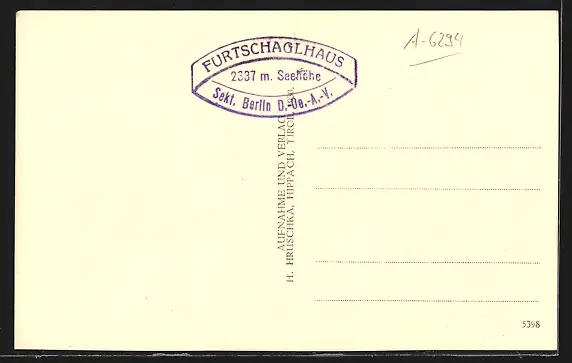 FURTSCHAGLHAUS
2337 m. Seehöhe
Sekt. Berlin D.-Oe.-A.-V.
A-6294
AUFNAHME UND VERLAG
H. HRUSCHKA, HIPPACH, TIROL
5398